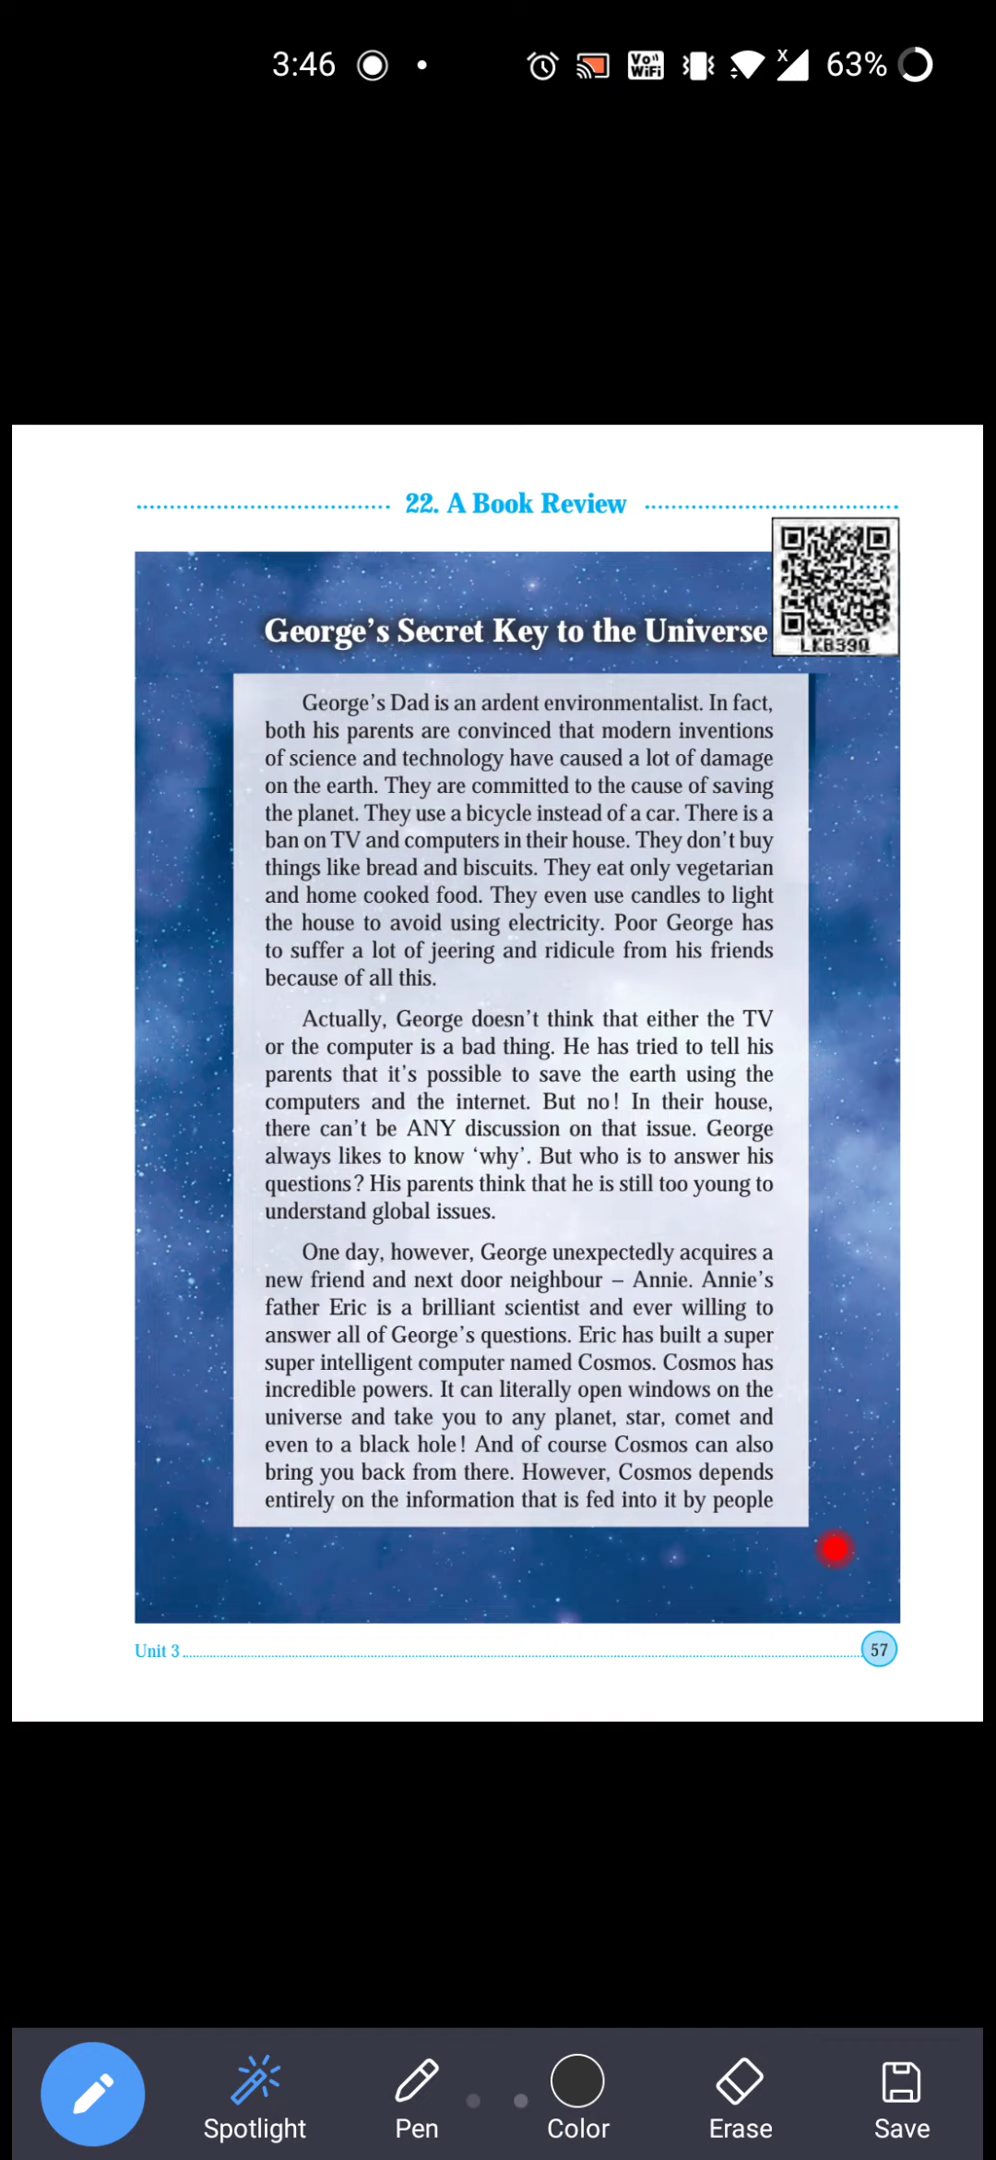 3:46
Vo))
WiFi
x
63%
22. A Book Review
LKB39Q
George's Secret Key to the Universe
George's Dad is an ardent environmentalist. In fact,
both his parents are convinced that modern inventions
of science and technology have caused a lot of damage
on the earth. They are committed to the cause of saving
the planet. They use a bicycle instead of a car. There is a
ban on TV and computers in their house. They don't buy
things like bread and biscuits. They eat only vegetarian
and home cooked food. They even use candles to light
the house to avoid using electricity. Poor George has
to suffer a lot of jeering and ridicule from his friends
because of all this.
Actually, George doesn't think that either the TV
or the computer is a bad thing. He has tried to tell his
parents that it's possible to save the earth using the
computers and the internet. But no! In their house,
there can't be ANY discussion on that issue. George
always likes to know ‘why’. But who is to answer his
questions? His parents think that he is still too young to
understand global issues.
One day, however, George unexpectedly acquires a
new friend and next door neighbour – Annie. Annie's
father Eric is a brilliant scientist and ever willing to
answer all of George's questions. Eric has built a super
super intelligent computer named Cosmos. Cosmos has
incredible powers. It can literally open windows on the
universe and take you to any planet, star, comet and
even to a black hole! And of course Cosmos can also
bring you back from there. However, Cosmos depends
entirely on the information that is fed into it by people
Unit 3
57
Spotlight
Pen
Color
Erase
Save